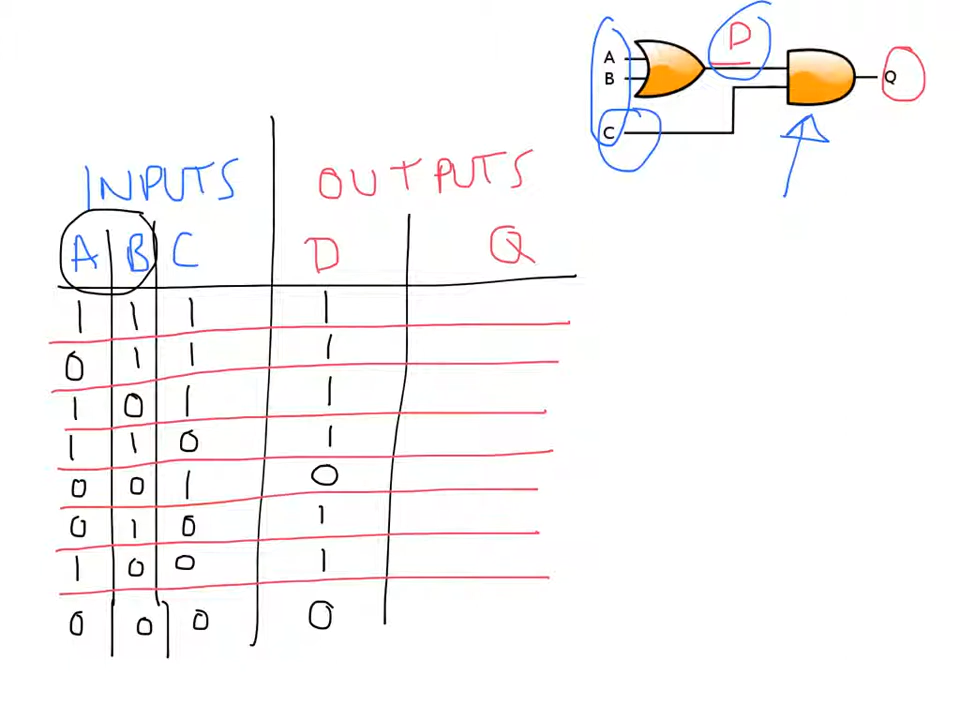 D
A
B
Q
C
INPUTS OUTPUTS
A B C D Q
1 1 1 1
0 1 1 1
1 0 1 1
1 1 0 1
0 0 1 0
0 1 0 1
1 0 0 1
0 0 0 0